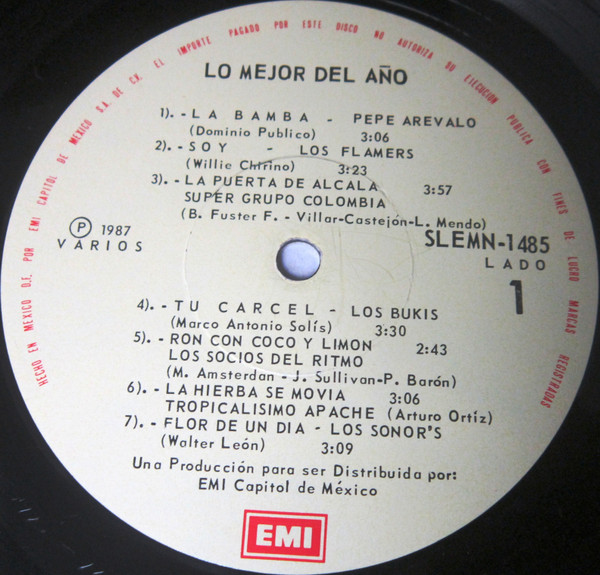 HECHO EN MEXICO D.F. POR EMI CAPITOL DE MEXICO S.A. DE CV. EL IMPORTE PAGADO POR ESTE DISCO NO AUTORIZA SU EJECUCION PUBLICA CON FINES DE LUCRO MARCAS REGISTRADAS
LO MEJOR DEL AÑO
1). - LA BAMBA - PEPE AREVALO
(Dominio Publico) 3:06
2). - SOY - LOS FLAMERS
(Willie Chirino) 3:23
3). - LA PUERTA DE ALCALA 3:57
SUPER GRUPO COLOMBIA
(B. Fuster F. - Villar-Castejón-L. Mendo)
Ⓟ 1987
VARIOS
SLEMN-1485
LADO
1
4). - TU CARCEL - LOS BUKIS
(Marco Antonio Solís) 3:30
5). - RON CON COCO Y LIMON 2:43
LOS SOCIOS DEL RITMO
(M. Amsterdan - J. Sullivan-P. Barón)
6). - LA HIERBA SE MOVIA 3:06
TROPICALISIMO APACHE (Arturo Ortíz)
7). - FLOR DE UN DIA - LOS SONOR'S
(Walter León) 3:09
Una Producción para ser Distribuida por:
EMI Capitol de México
EMI